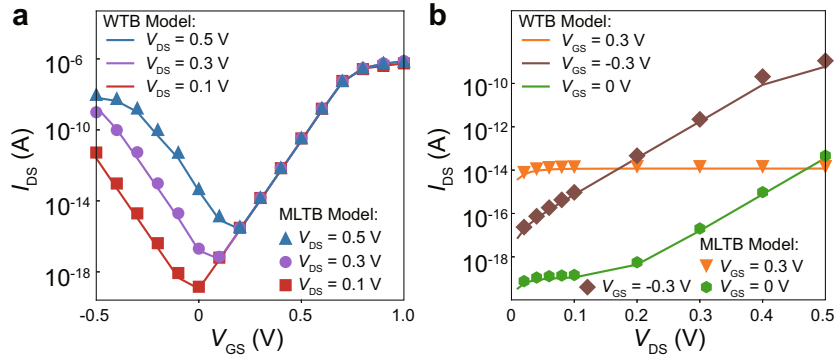 a
WTB Model:
V_DS = 0.5 V
V_DS = 0.3 V
V_DS = 0.1 V
10^-6
10^-10
10^-14
10^-18
I_DS (A)
MLTB Model:
V_DS = 0.5 V
V_DS = 0.3 V
V_DS = 0.1 V
-0.5 0 0.5 1.0
V_GS (V)
b
WTB Model:
V_GS = 0.3 V
V_GS = -0.3 V
V_GS = 0 V
10^-10
10^-12
10^-14
10^-16
10^-18
I_DS (A)
MLTB Model:
V_GS = 0.3 V
V_GS = -0.3 V V_GS = 0 V
0 0.1 0.2 0.3 0.4 0.5
V_DS (V)